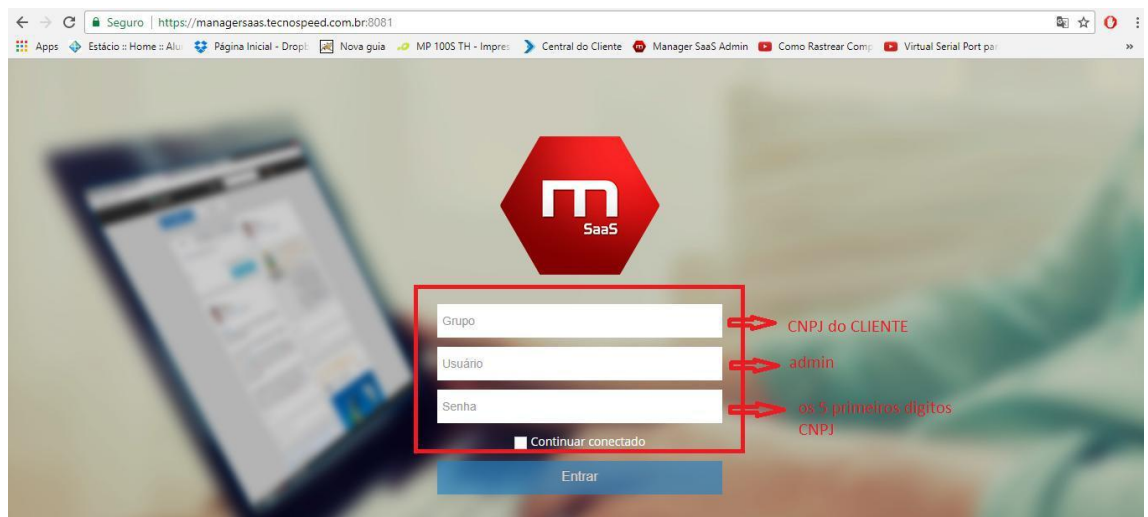 Seguro | https://managersaas.tecnospeed.com.br:8081
Apps Estácio :: Home :: Alu Página Inicial - Drop Nova guia MP 100S TH - Impre Central do Cliente Manager SaaS Admin Como Rastrear Com Virtual Serial Port par »
m
SaaS
Grupo
CNPJ do CLIENTE
Usuário
admin
Senha
os 5 primeiros digitos
CNPJ
Continuar conectado
Entrar